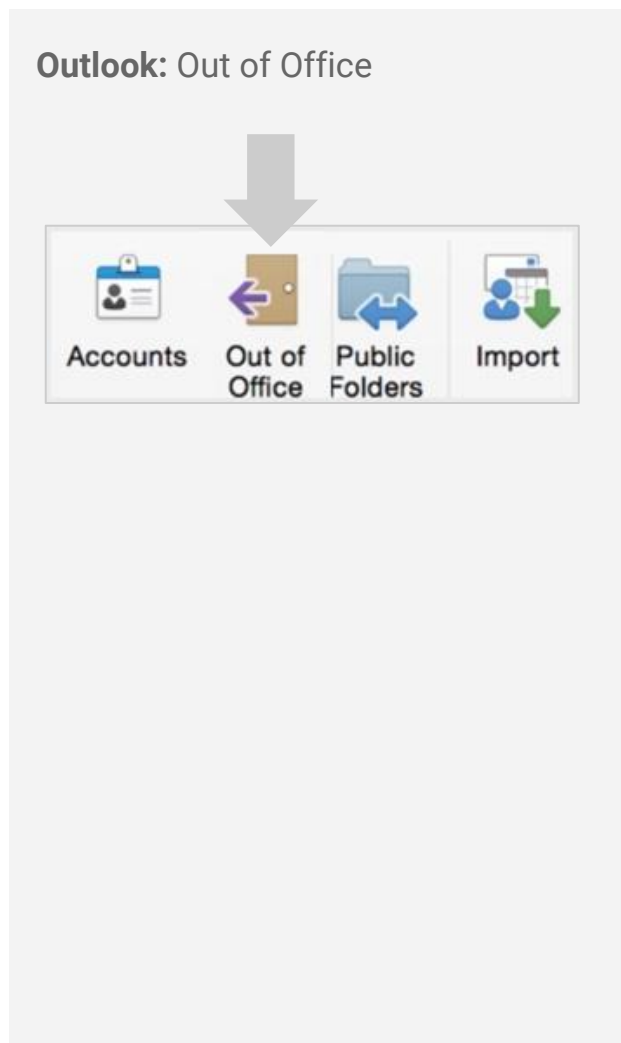 Outlook: Out of Office
Accounts
Out of
Office
Public
Folders
Import